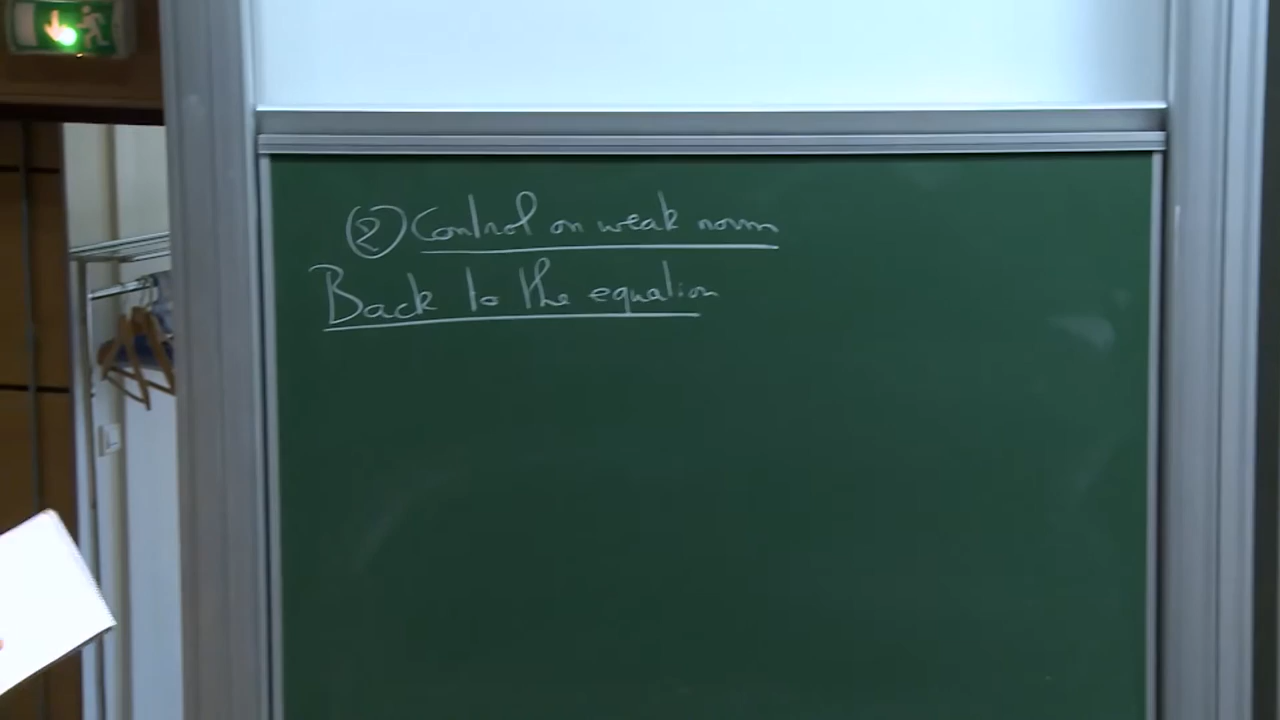 ② Control on weak norm
Back to the equation